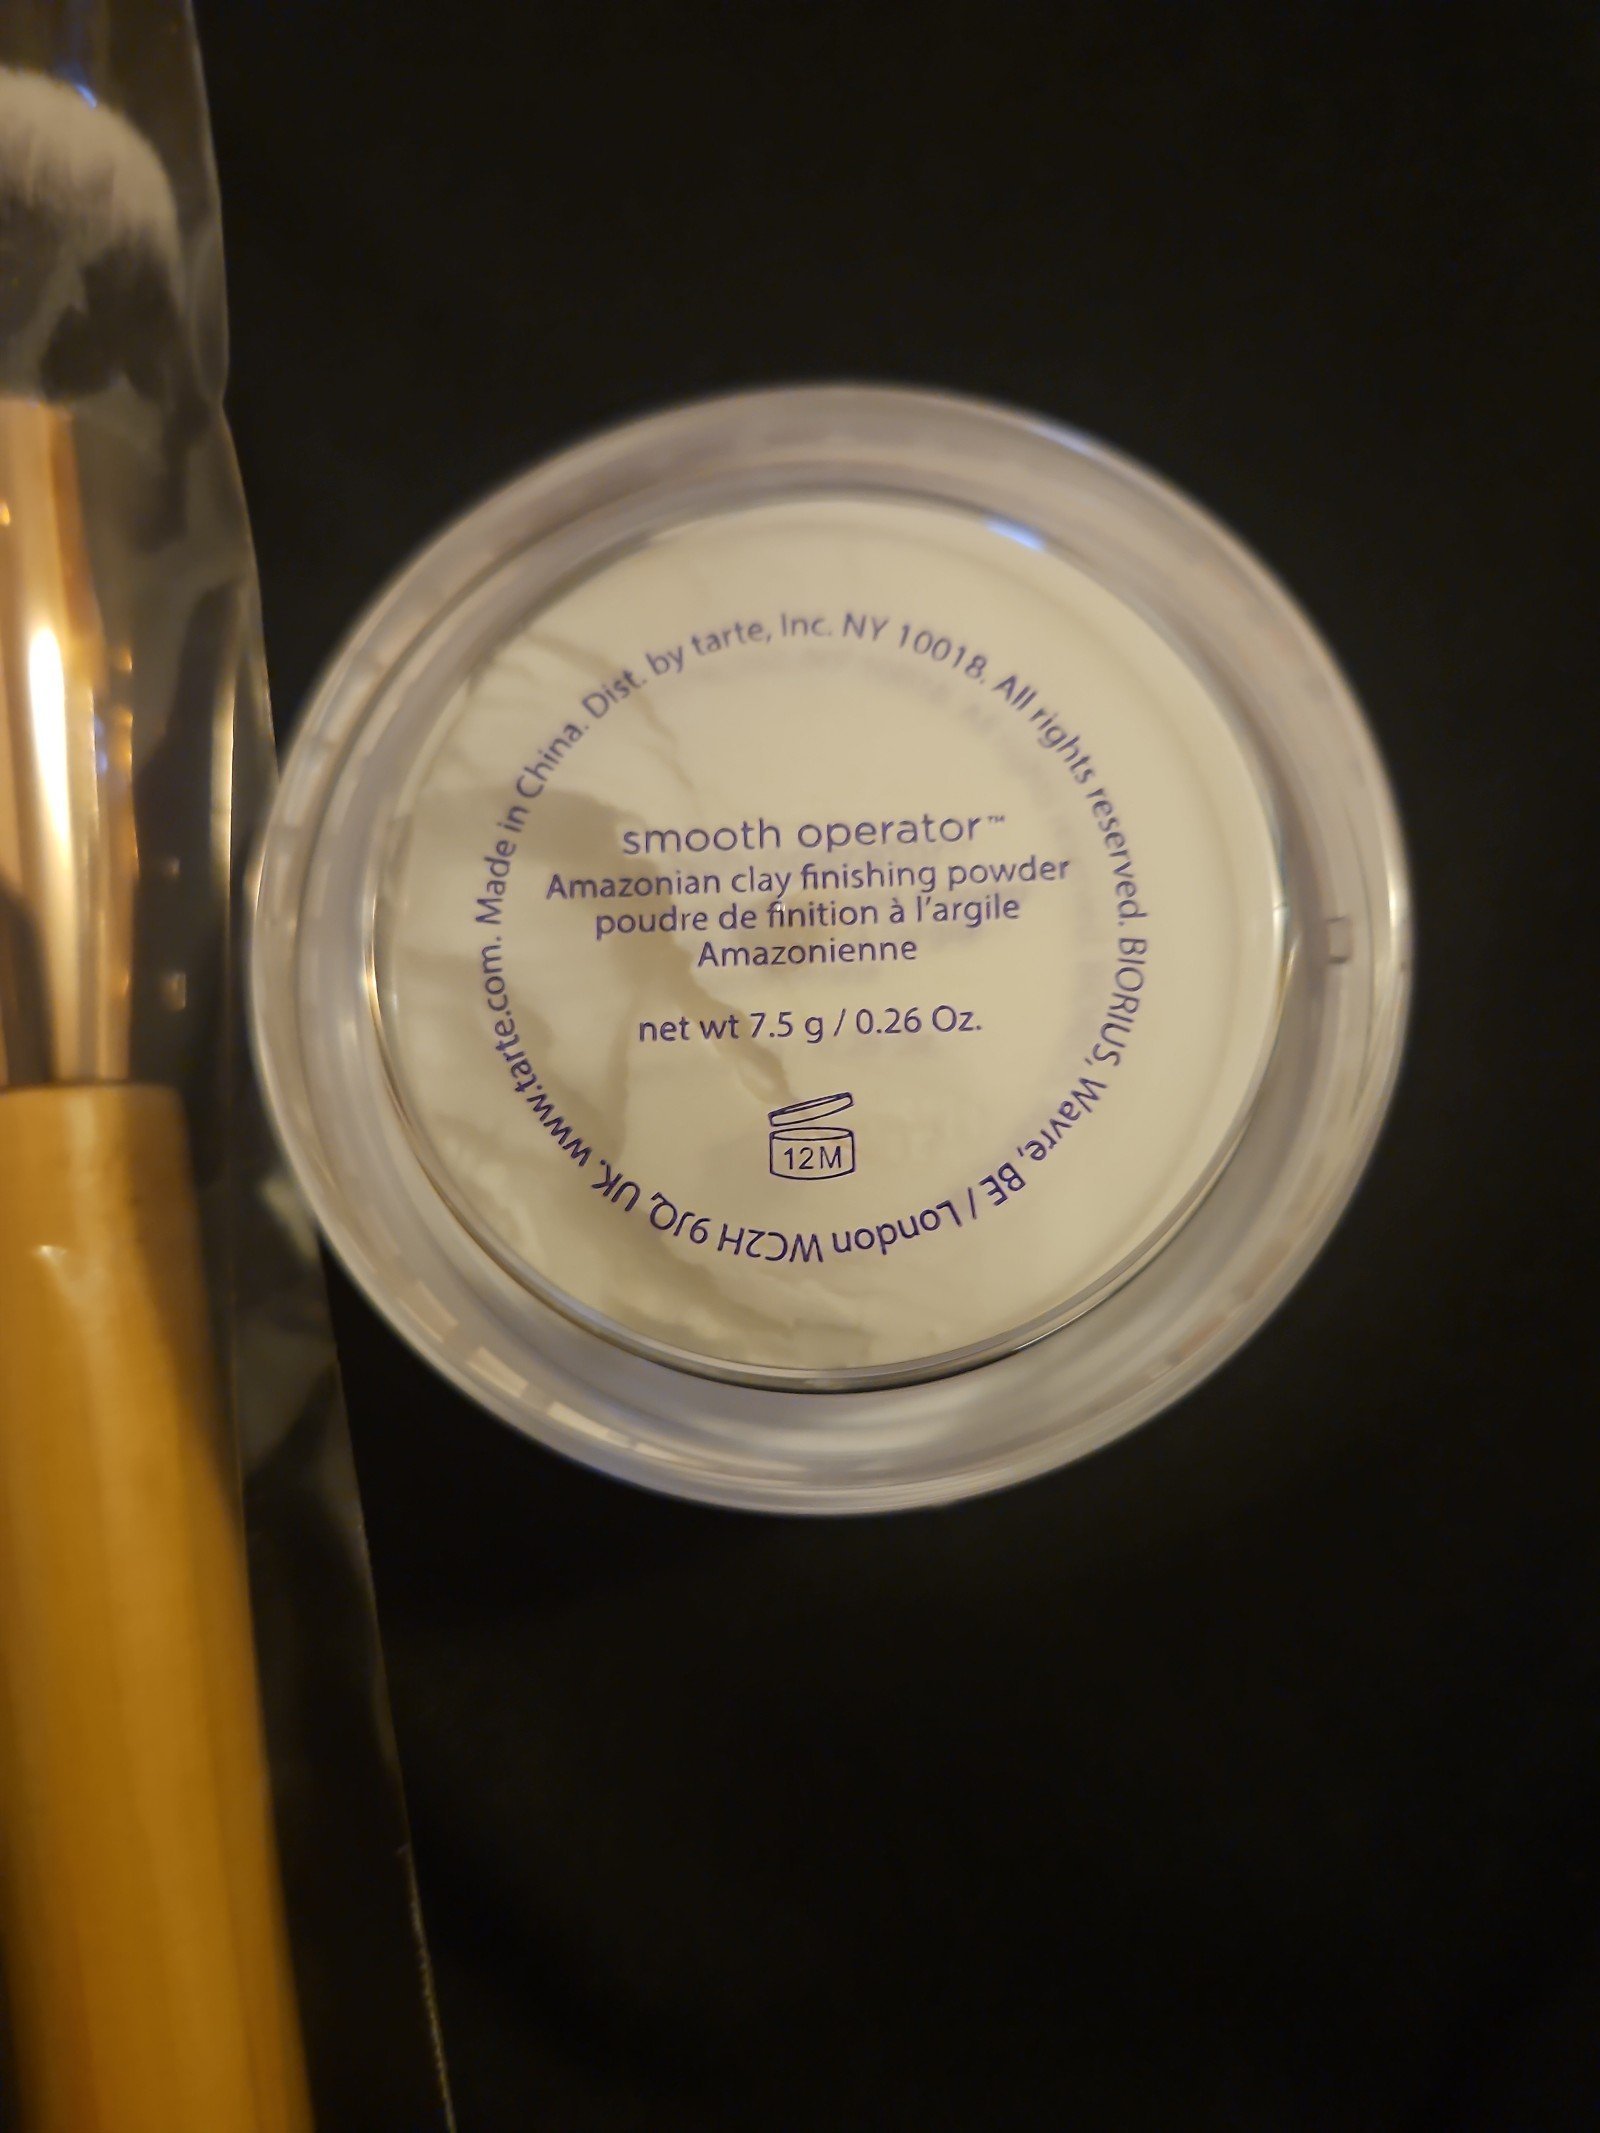 smooth operator™
Amazonian clay finishing powder
poudre de finition à l'argile
Amazonienne
net wt 7.5 g / 0.26 Oz.
12M
www.tarte.com. Made in China. Dist. by tarte, Inc. NY 10018. All rights reserved. BIORIUS, Wavre, BE / London WC2H 9JQ, UK.